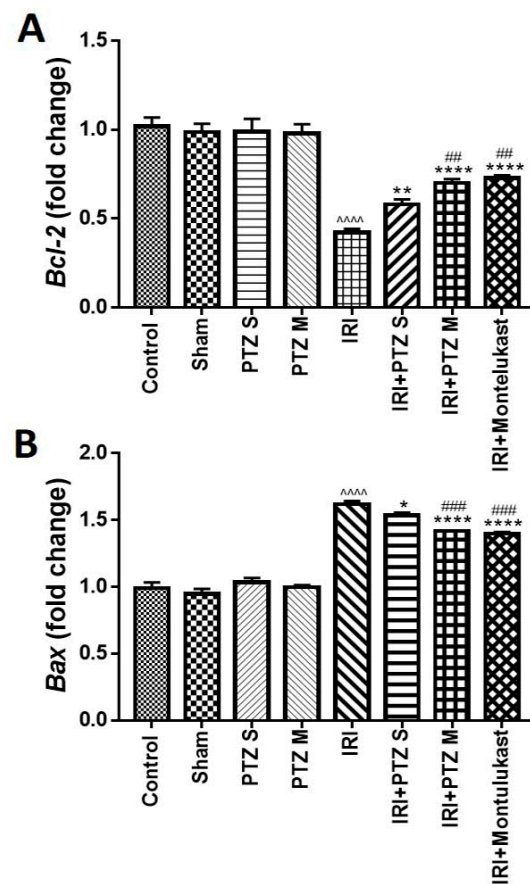 A
Bcl-2 (fold change)
1.5
1.0
0.5
0.0
^^^^
**
##
****
##
****
Control
Sham
PTZ S
PTZ M
IRI
IRI+PTZ S
IRI+PTZ M
IRI+Montelukast
B
Bax (fold change)
2.0
1.5
1.0
0.5
0.0
^^^^
*
###
****
###
****
Control
Sham
PTZ S
PTZ M
IRI
IRI+PTZ S
IRI+PTZ M
IRI+Montulukast